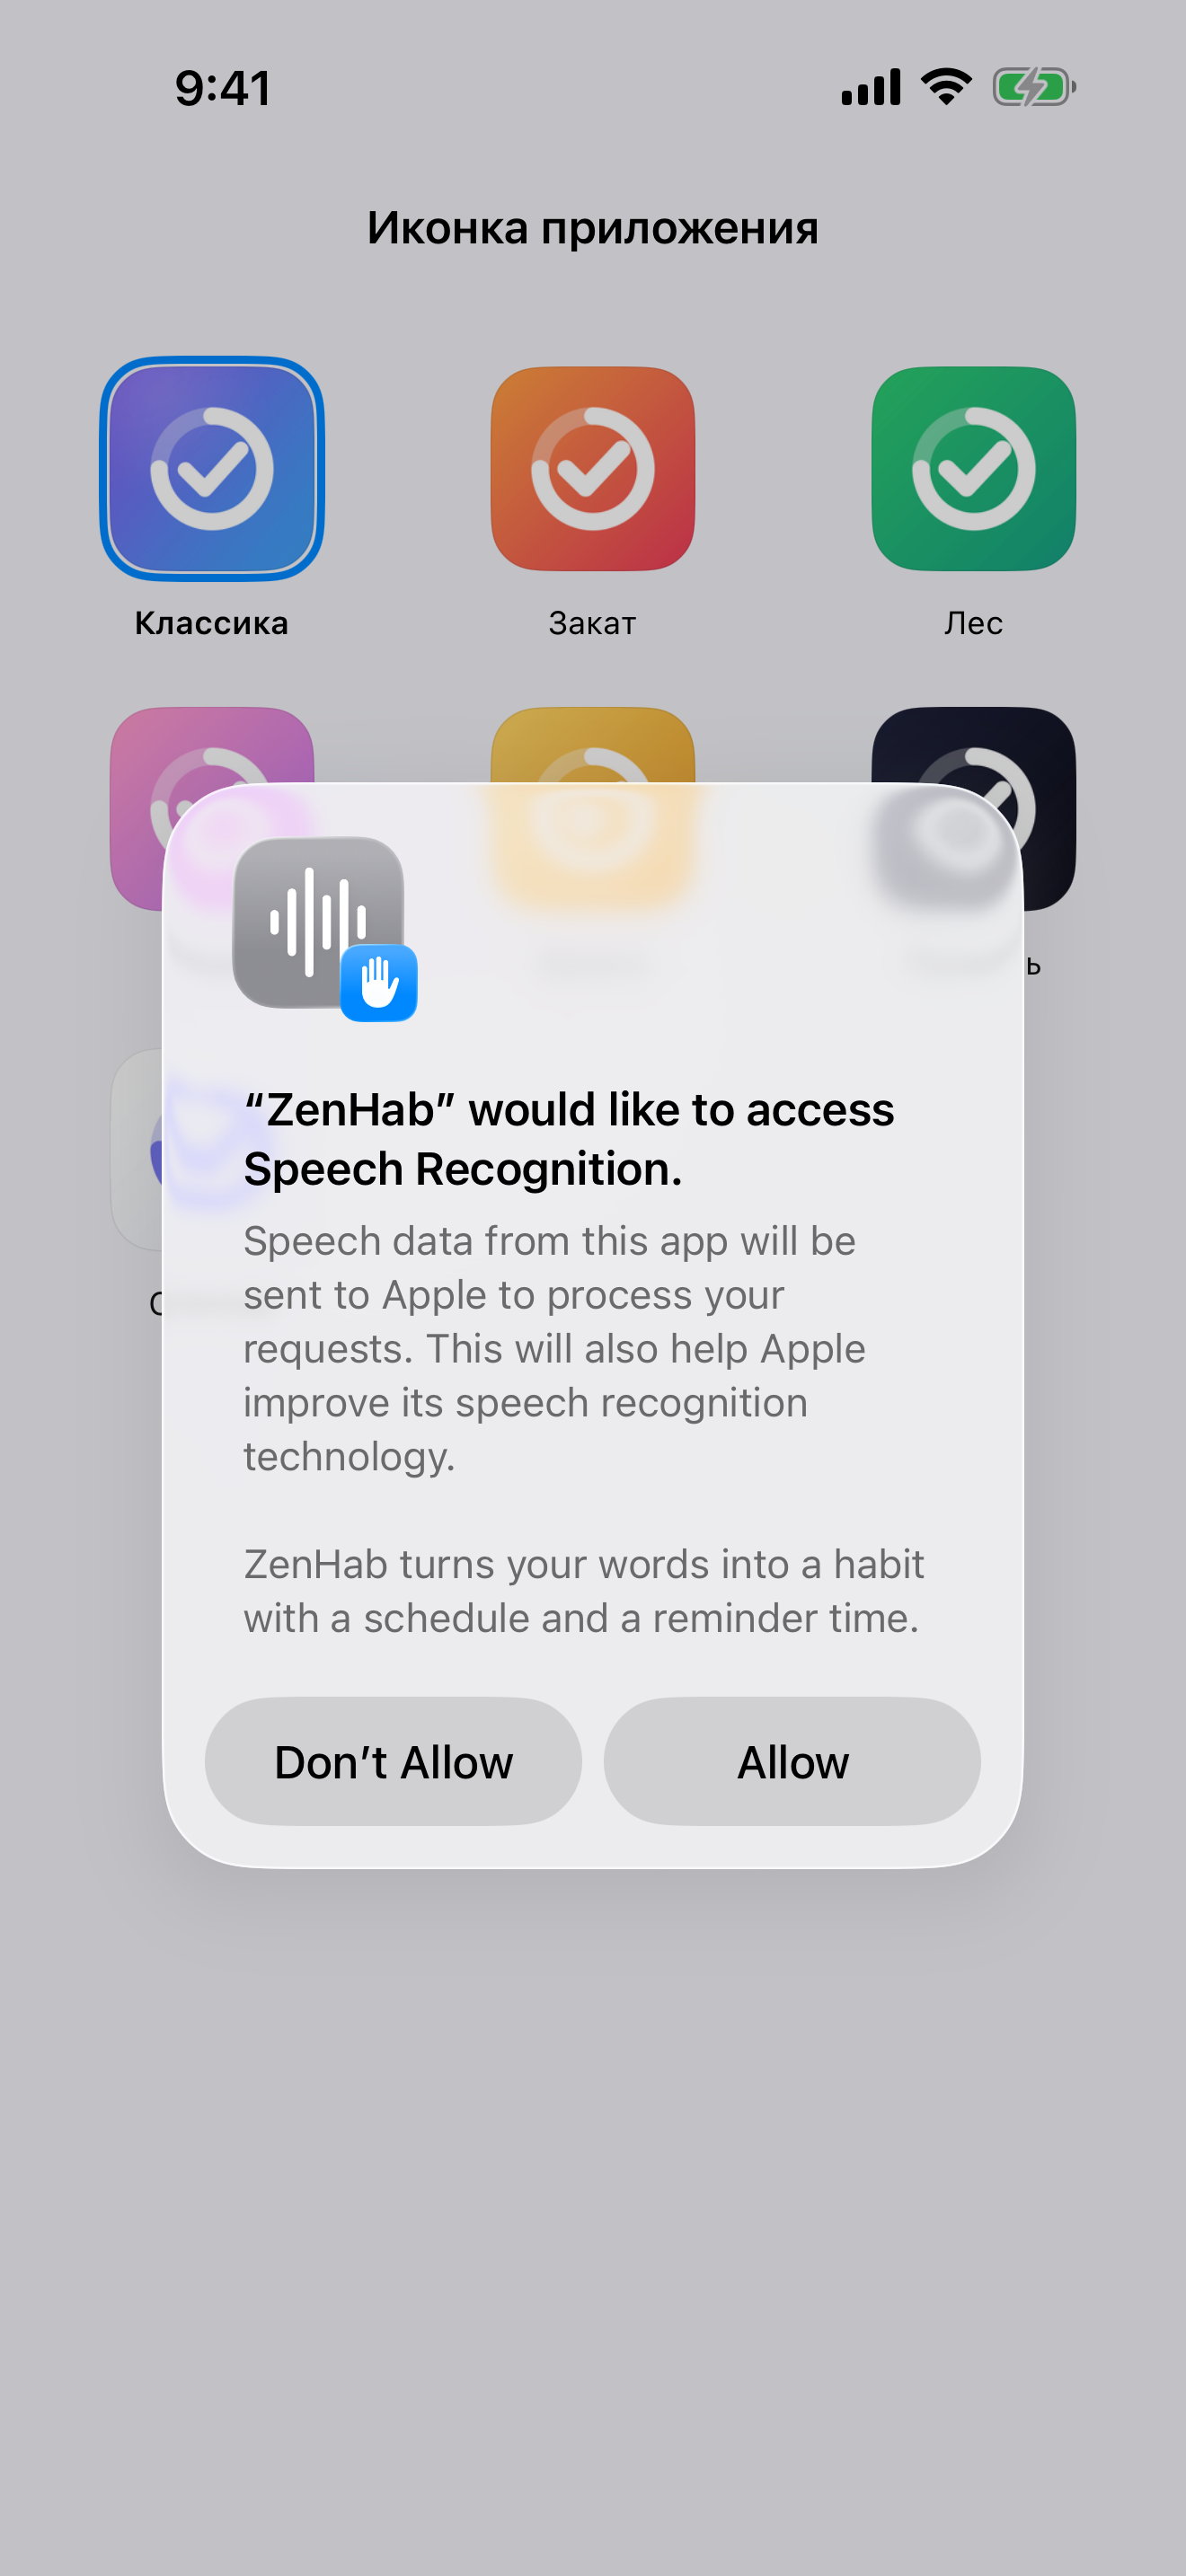 9:41
Иконка приложения
Классика
Закат
Лес
“ZenHab” would like to access
Speech Recognition.
Speech data from this app will be
sent to Apple to process your
requests. This will also help Apple
improve its speech recognition
technology.
ZenHab turns your words into a habit
with a schedule and a reminder time.
Don’t Allow
Allow